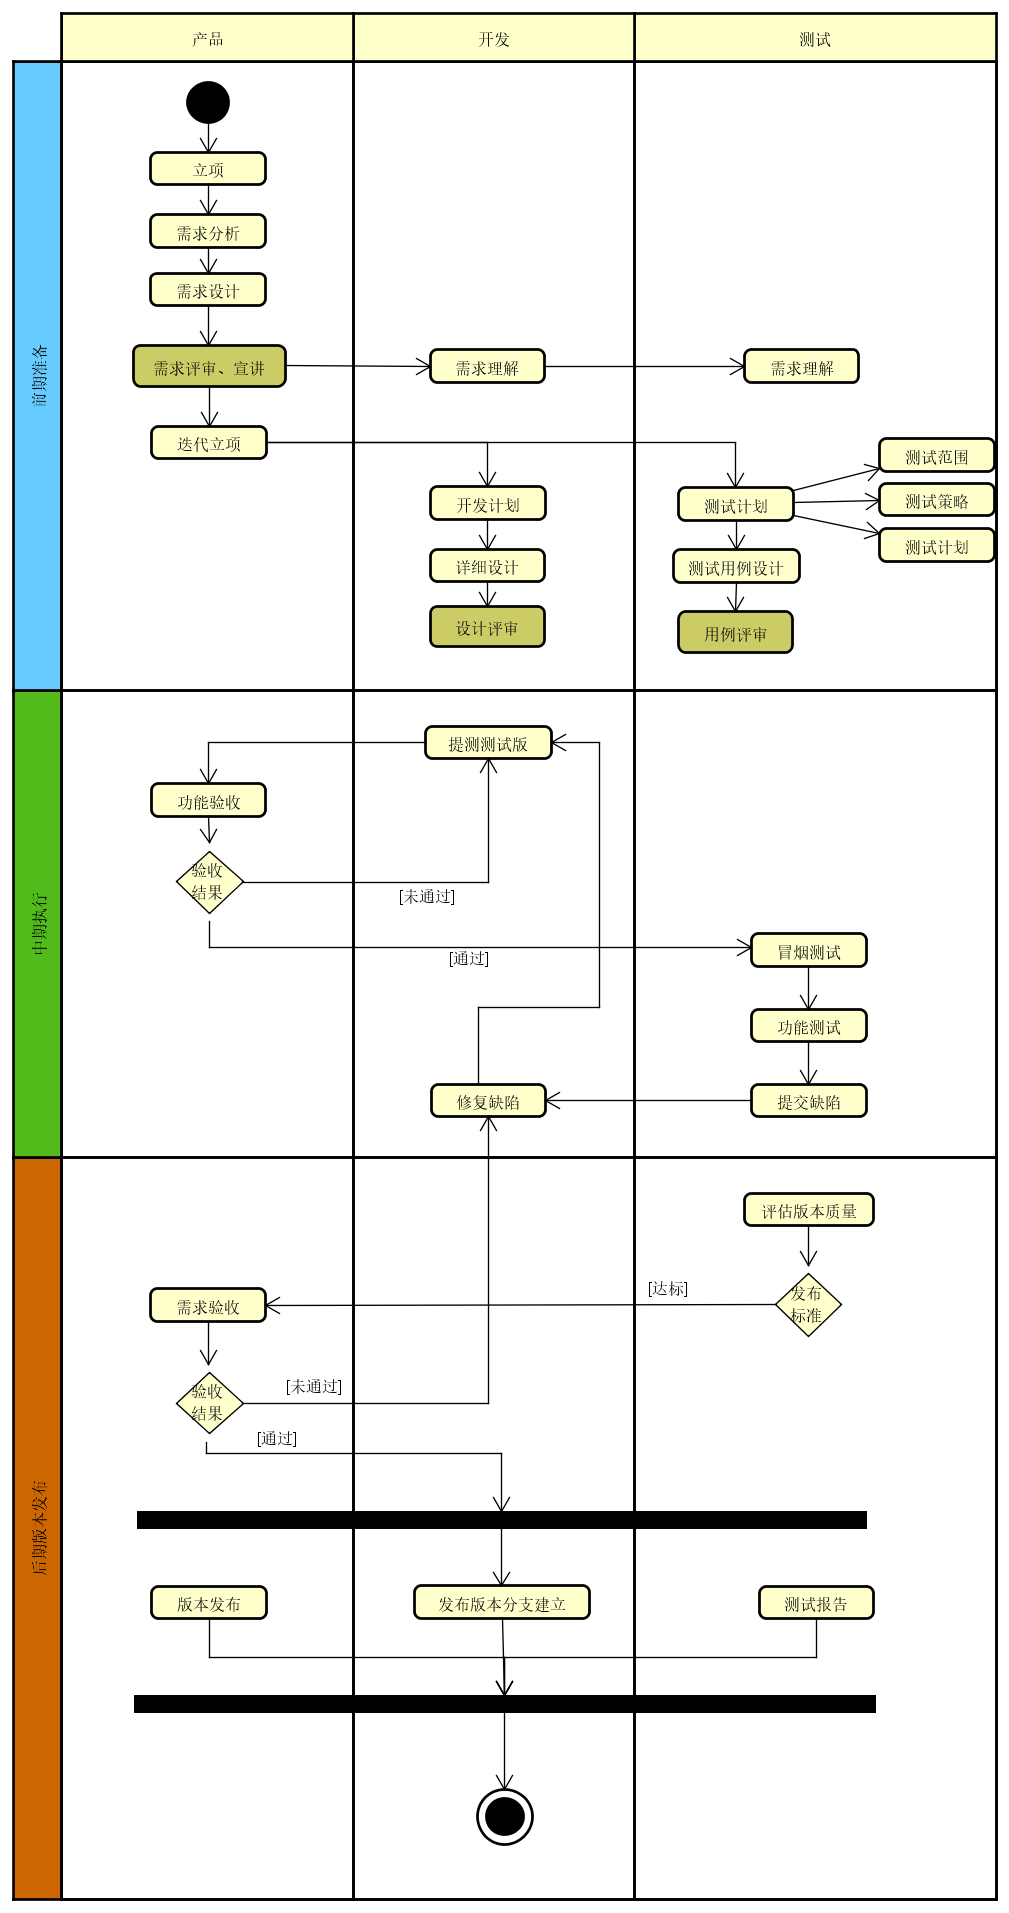 产品
开发
测试
前期准备
立项
需求分析
需求设计
需求评审、宣讲
需求理解
需求理解
迭代立项
测试范围
开发计划
测试计划
测试策略
测试计划
详细设计
测试用例设计
设计评审
用例评审
中期执行
提测测试版
功能验收
验收
结果
[未通过]
[通过]
冒烟测试
功能测试
修复缺陷
提交缺陷
后期版本发布
评估版本质量
[达标]
发布
标准
需求验收
[未通过]
验收
结果
[通过]
版本发布
发布版本分支建立
测试报告